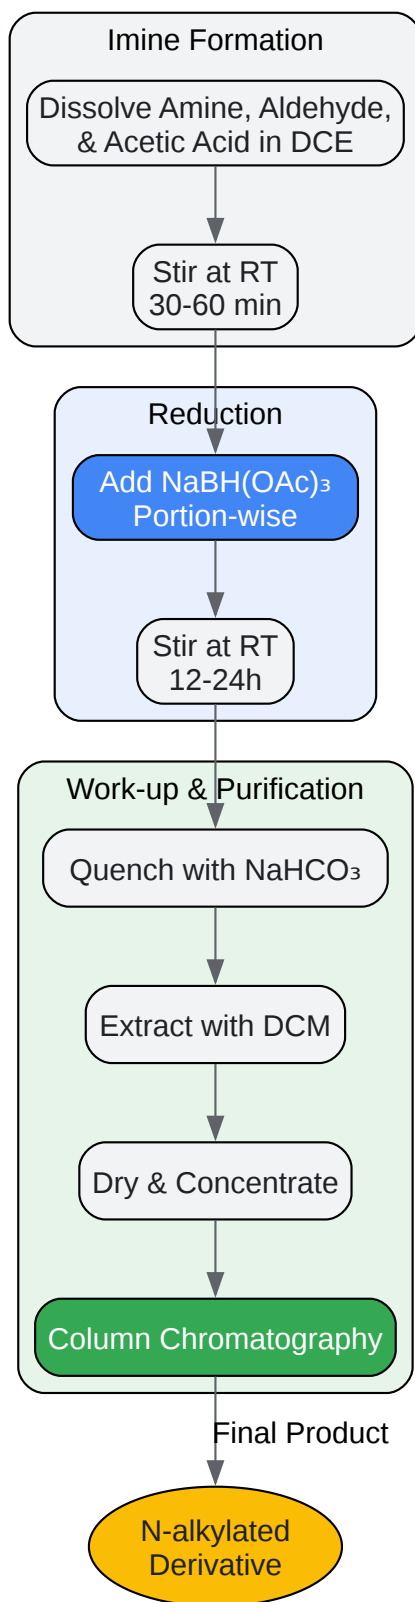 Imine Formation
Dissolve Amine, Aldehyde,
& Acetic Acid in DCE
Stir at RT
30-60 min
Reduction
Add NaBH(OAc)₃
Portion-wise
Stir at RT
12-24h
Work-up & Purification
Quench with NaHCO₃
Extract with DCM
Dry & Concentrate
Column Chromatography
Final Product
N-alkylated
Derivative